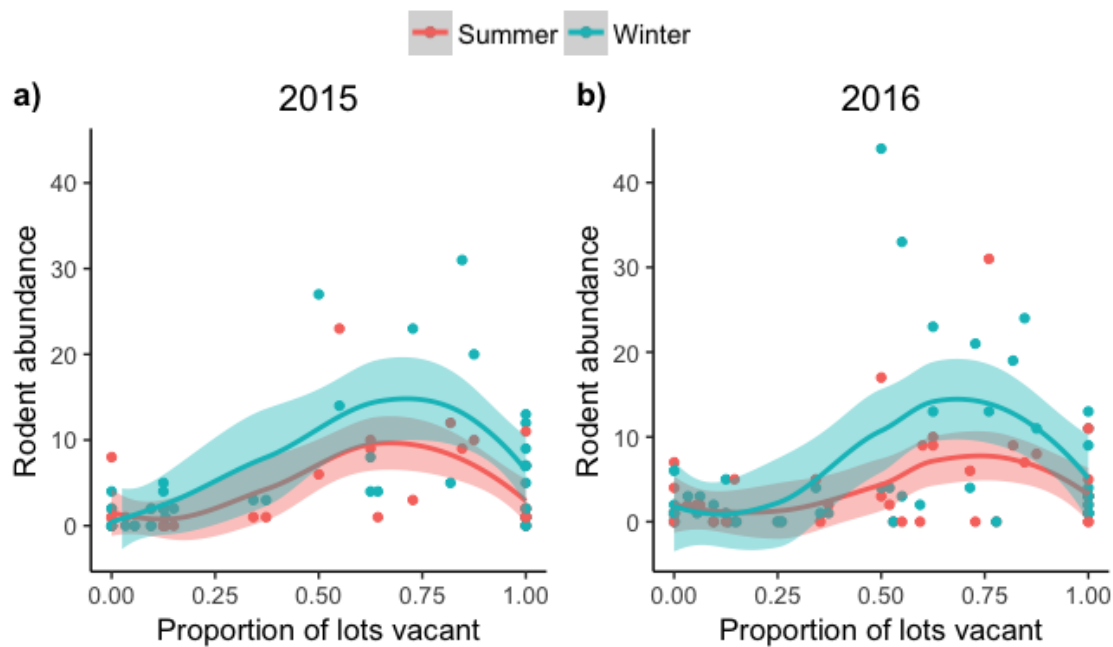 Summer Winter
a) 2015
b) 2016
Rodent abundance
40
30
20
10
0
0.00 0.25 0.50 0.75 1.00
Proportion of lots vacant
Rodent abundance
40
30
20
10
0
0.00 0.25 0.50 0.75 1.00
Proportion of lots vacant